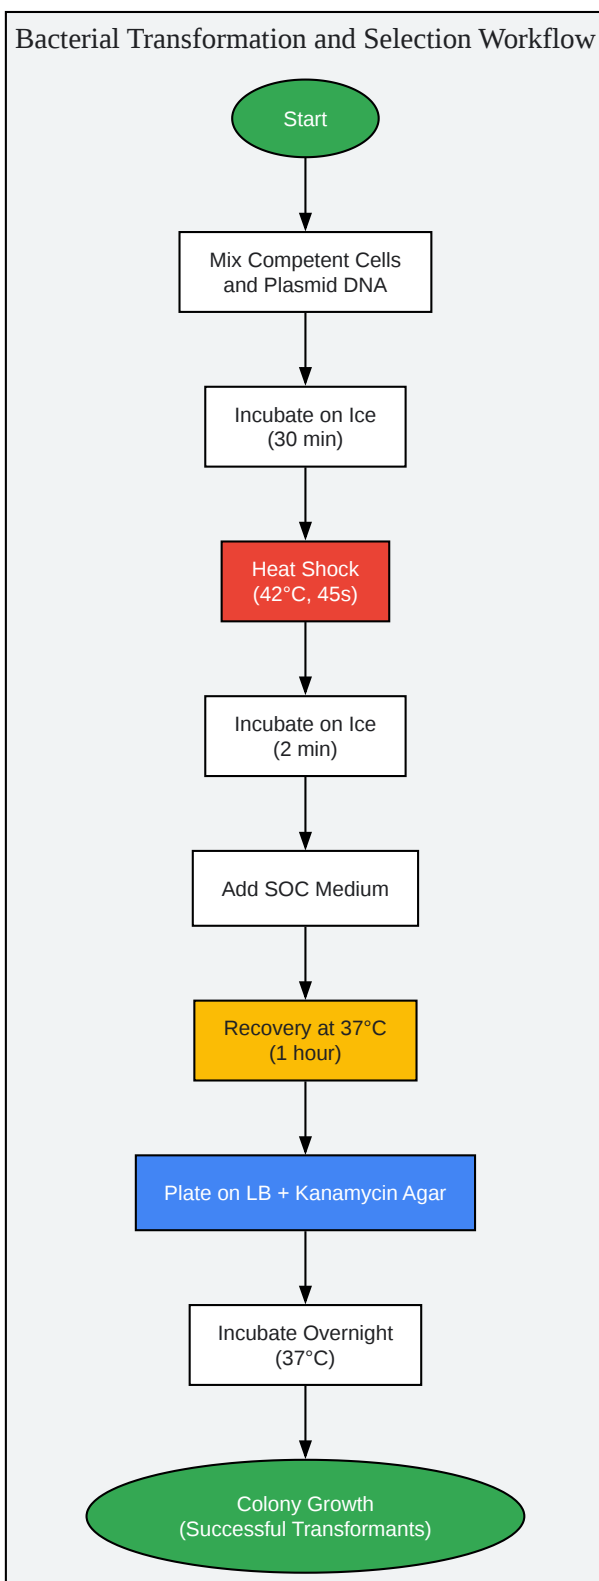 Bacterial Transformation and Selection Workflow
Start
Mix Competent Cells
and Plasmid DNA
Incubate on Ice
(30 min)
Heat Shock
(42°C, 45s)
Incubate on Ice
(2 min)
Add SOC Medium
Recovery at 37°C
(1 hour)
Plate on LB + Kanamycin Agar
Incubate Overnight
(37°C)
Colony Growth
(Successful Transformants)